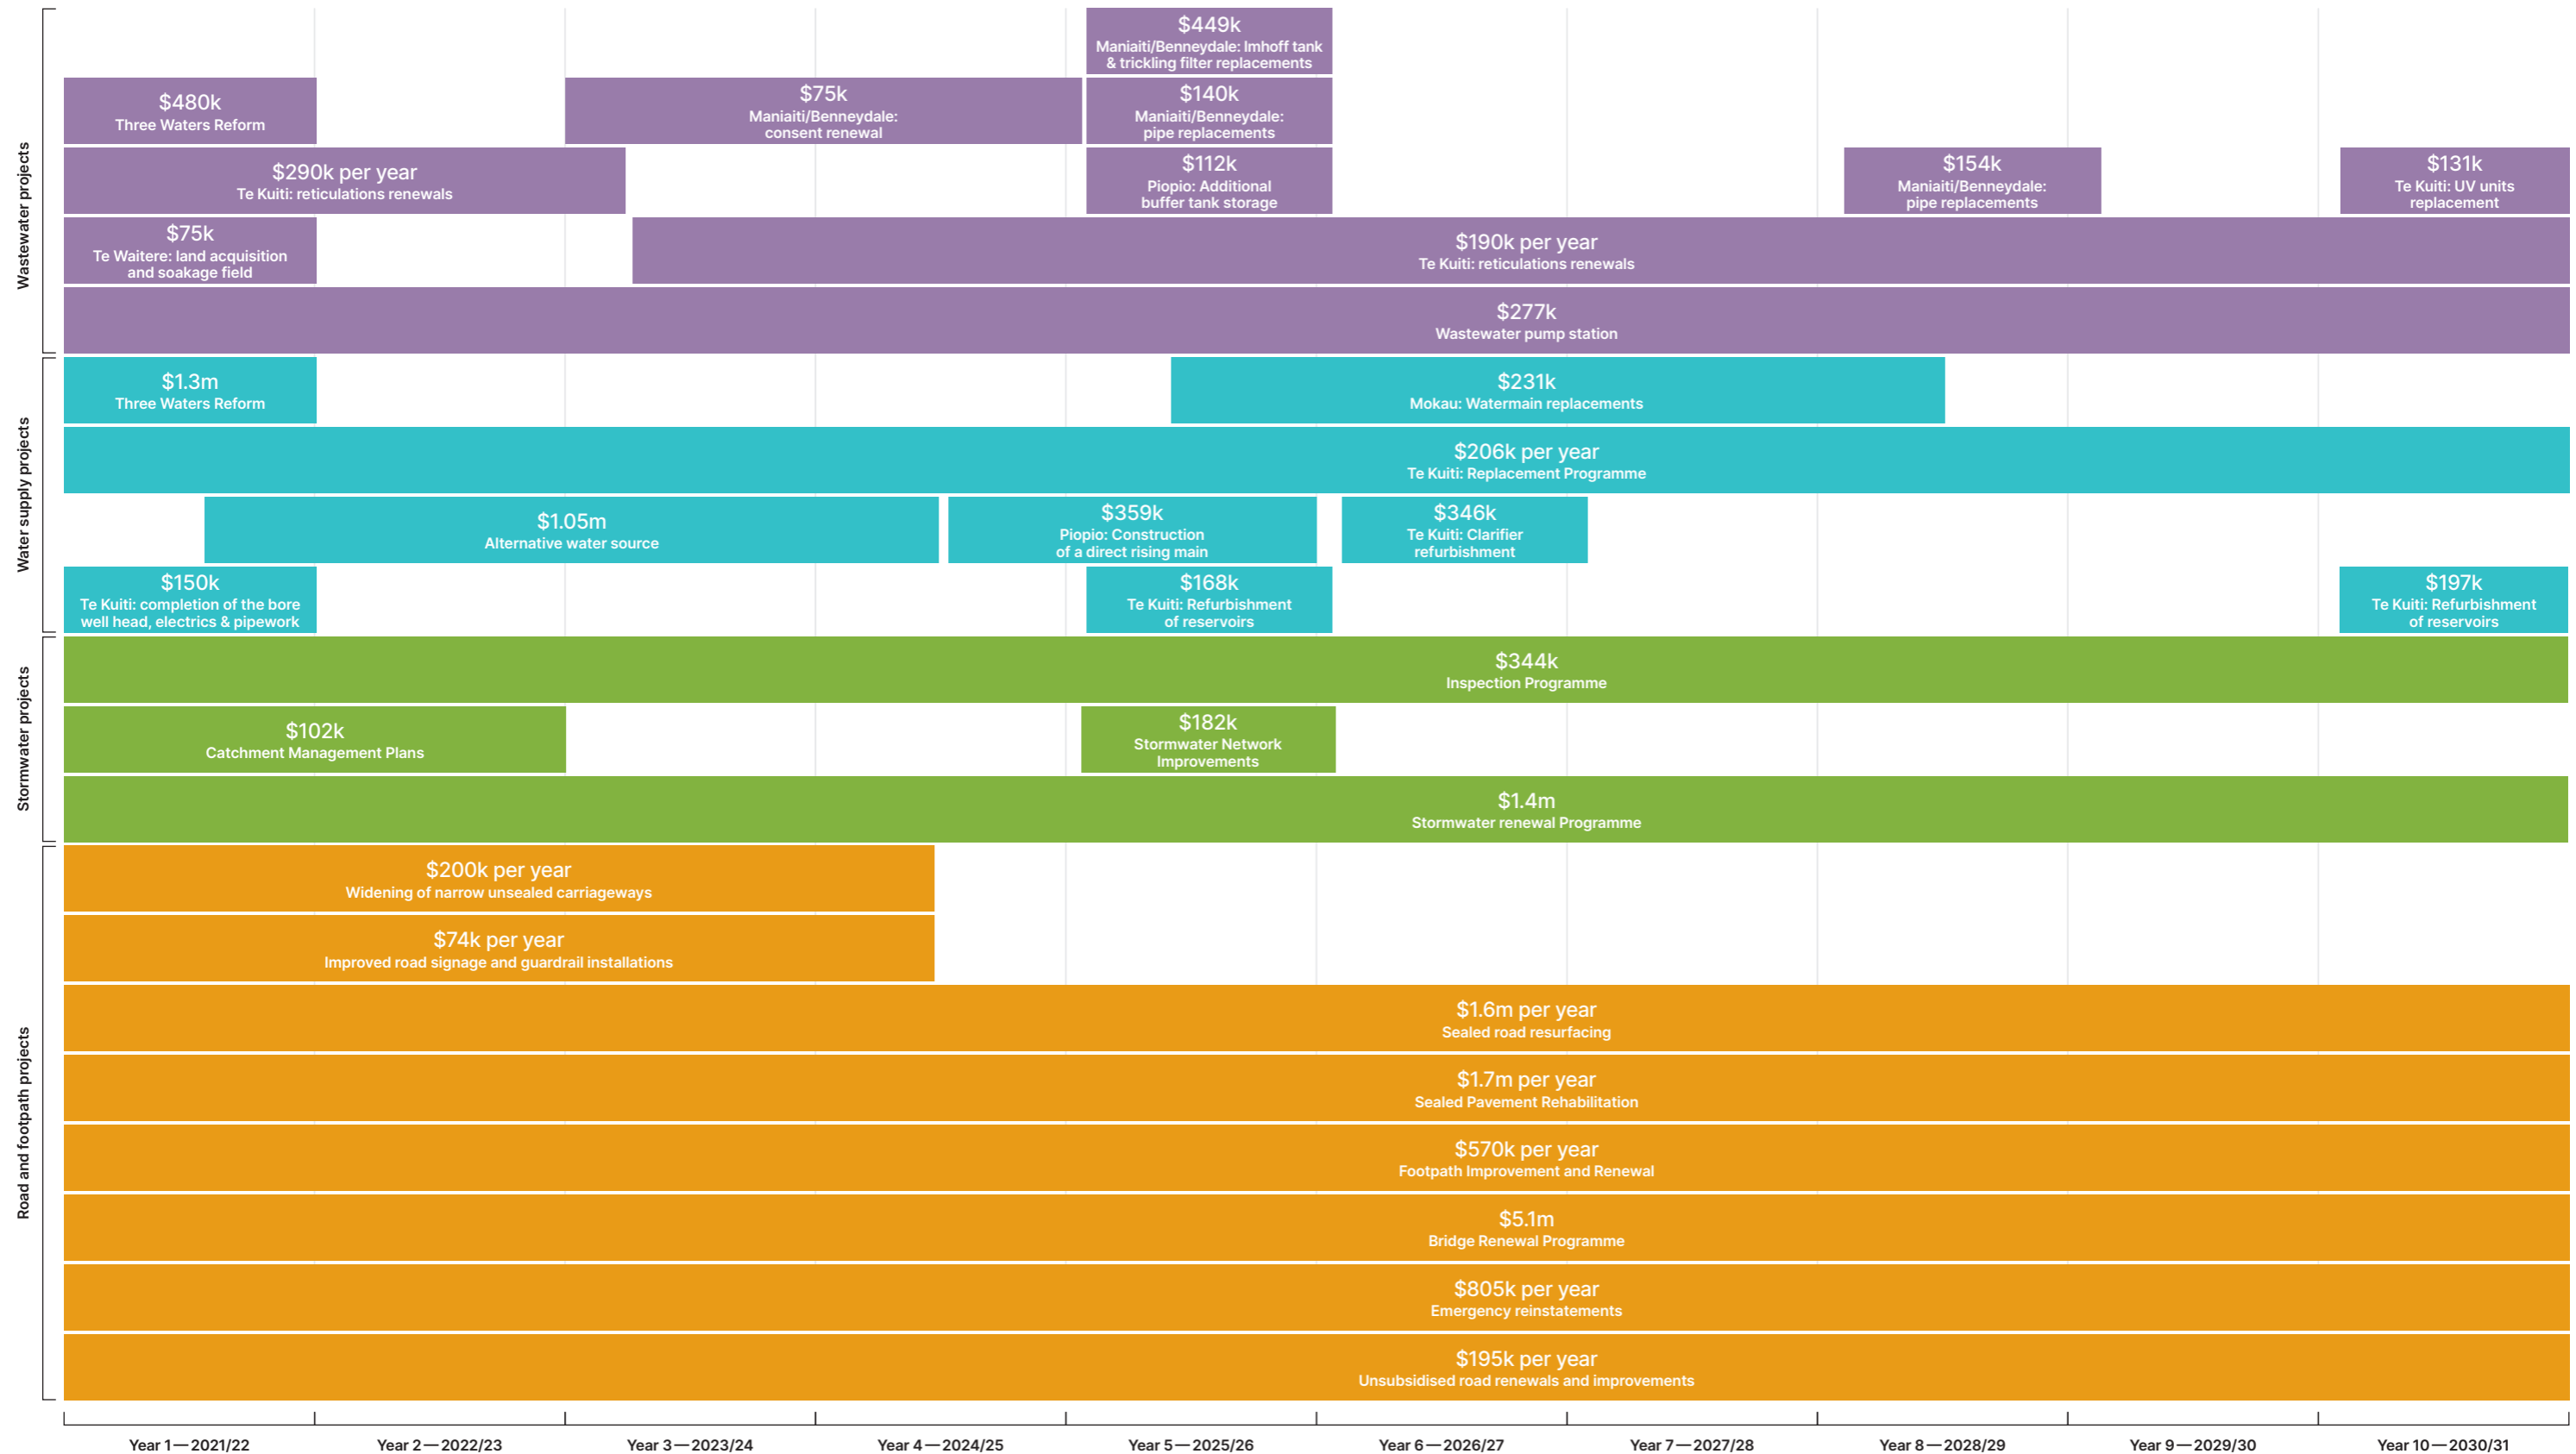 Wastewater projects
$449k
Maniaiti/Benneydale: Imhoff tank
& trickling filter replacements
$480k
Three Waters Reform
$75k
Maniaiti/Benneydale:
consent renewal
$140k
Maniaiti/Benneydale:
pipe replacements
$290k per year
Te Kuiti: reticulations renewals
$112k
Piopio: Additional
buffer tank storage
$154k
Maniaiti/Benneydale:
pipe replacements
$131k
Te Kuiti: UV units
replacement
$75k
Te Waitere: land acquisition
and soakage field
$190k per year
Te Kuiti: reticulations renewals
$277k
Wastewater pump station
Water supply projects
$1.3m
Three Waters Reform
$231k
Mokau: Watermain replacements
$206k per year
Te Kuiti: Replacement Programme
$1.05m
Alternative water source
$359k
Piopio: Construction
of a direct rising main
$346k
Te Kuiti: Clarifier
refurbishment
$150k
Te Kuiti: completion of the bore
well head, electrics & pipework
$168k
Te Kuiti: Refurbishment
of reservoirs
$197k
Te Kuiti: Refurbishment
of reservoirs
Stormwater projects
$344k
Inspection Programme
$102k
Catchment Management Plans
$182k
Stormwater Network
Improvements
$1.4m
Stormwater renewal Programme
Road and footpath projects
$200k per year
Widening of narrow unsealed carriageways
$74k per year
Improved road signage and guardrail installations
$1.6m per year
Sealed road resurfacing
$1.7m per year
Sealed Pavement Rehabilitation
$570k per year
Footpath Improvement and Renewal
$5.1m
Bridge Renewal Programme
$805k per year
Emergency reinstatements
$195k per year
Unsubsidised road renewals and improvements
Year 1—2021/22
Year 2—2022/23
Year 3—2023/24
Year 4—2024/25
Year 5—2025/26
Year 6—2026/27
Year 7—2027/28
Year 8—2028/29
Year 9—2029/30
Year 10—2030/31